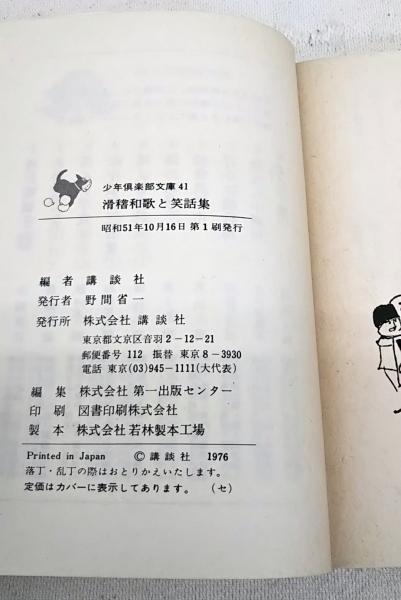 少年倶楽部文庫41
滑稽和歌と笑話集
昭和51年10月16日 第1刷発行
編者 講談社
発行者 野間省一
発行所 株式会社 講談社
東京都文京区音羽2-12-21
郵便番号 112 振替 東京8-3930
電話 東京(03)945-1111(大代表)
編集 株式会社 第一出版センター
印刷 図書印刷株式会社
製本 株式会社 若林製本工場
Printed in Japan ©講談社 1976
落丁・乱丁の際はおとりかえいたします。
定価はカバーに表示してあります。 (セ)